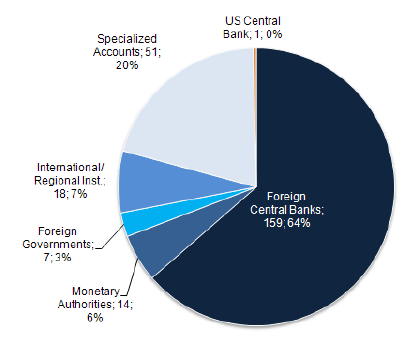 US Central
Bank; 1; 0%
Specialized
Accounts; 51;
20%
International/
Regional Inst.;
18; 7%
Foreign
Central Banks;
159; 64%
Foreign
Governments;
7; 3%
Monetary
Authorities; 14;
6%